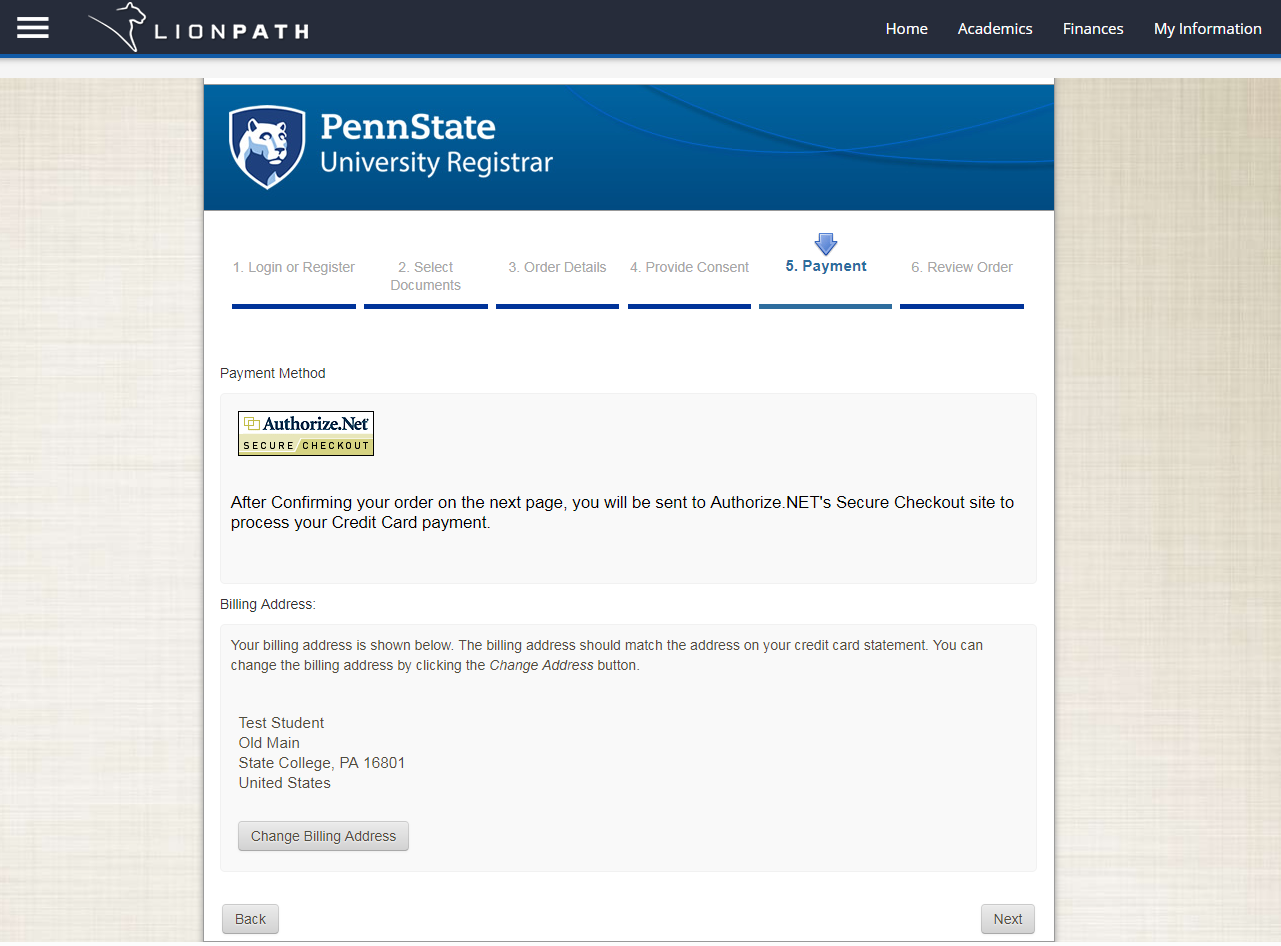 LIONPATH
Home Academics Finances My Information
PennState
University Registrar
1. Login or Register
2. Select
Documents
3. Order Details
4. Provide Consent
5. Payment
6. Review Order
Payment Method
Authorize.Net
SECURE CHECKOUT
After Confirming your order on the next page, you will be sent to Authorize.NET's Secure Checkout site to
process your Credit Card payment.
Billing Address:
Your billing address is shown below. The billing address should match the address on your credit card statement. You can
change the billing address by clicking the Change Address button.
Test Student
Old Main
State College, PA 16801
United States
Change Billing Address
Back Next